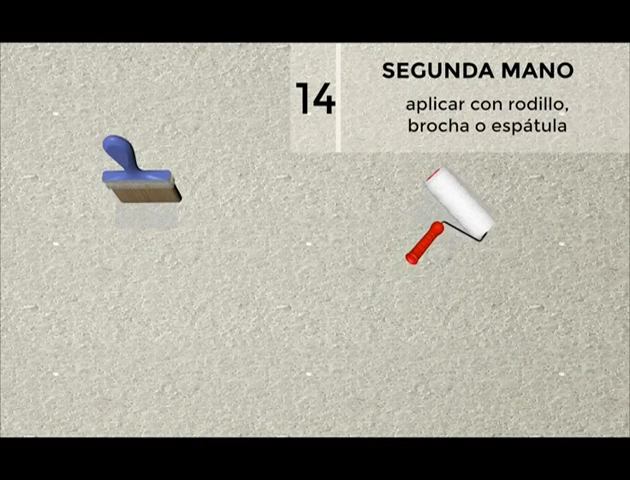 14
SEGUNDA MANO
aplicar con rodillo,
brocha o espátula